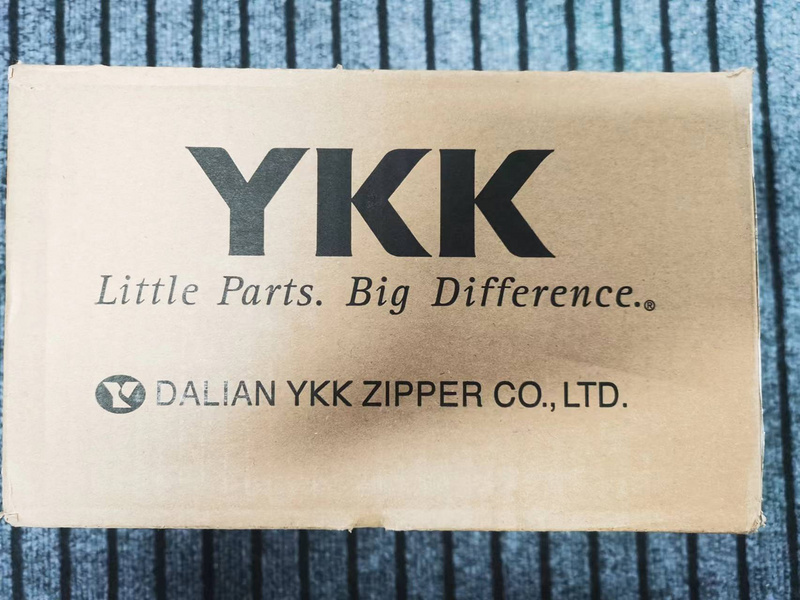 YKK
Little Parts. Big Difference.®
DALIAN YKK ZIPPER CO., LTD.